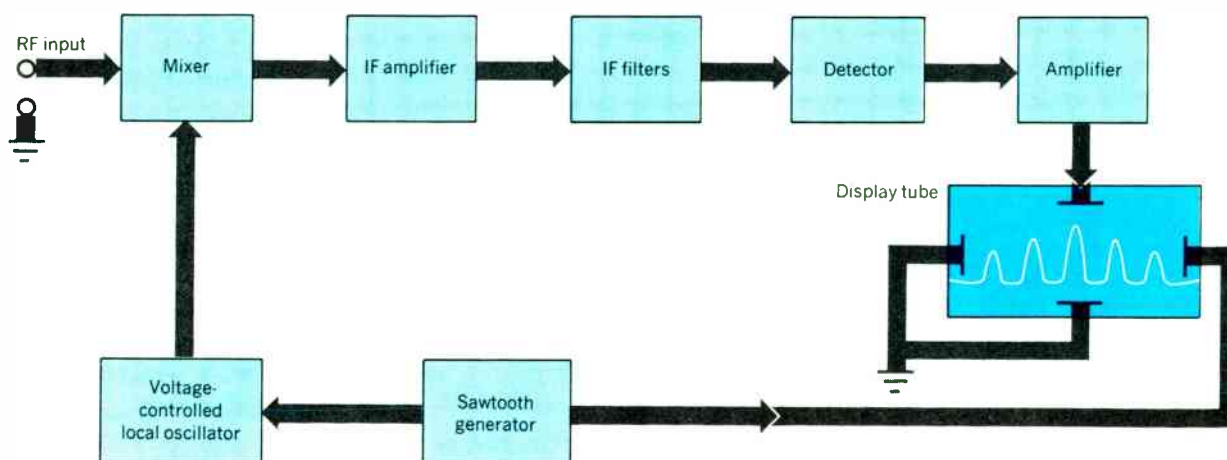 RF input
Mixer
IF amplifier
IF filters
Detector
Amplifier
Display tube
Voltage-
controlled
local oscillator
Sawtooth
generator